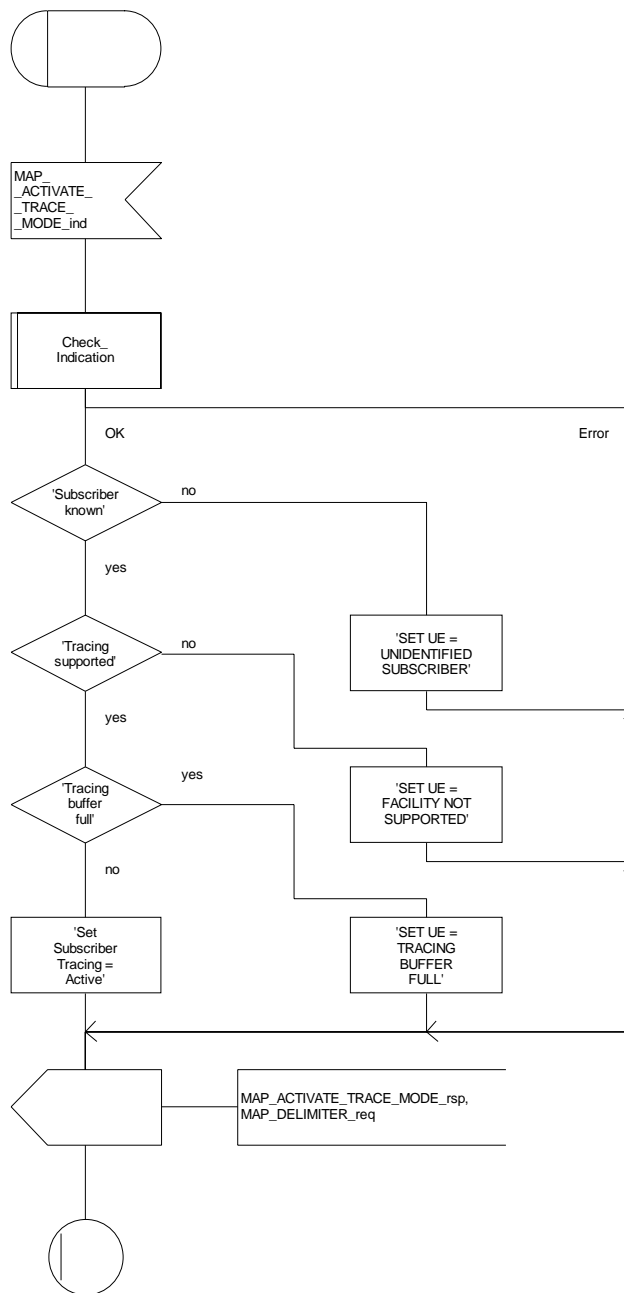 MAP_
_ACTIVATE_
_TRACE_
_MODE_ind
Check_
Indication
OK
Error
'Subscriber
known'
no
yes
'Tracing
supported'
no
'SET UE =
UNIDENTIFIED
SUBSCRIBER'
yes
'Tracing
buffer
full'
yes
'SET UE =
FACILITY NOT
SUPPORTED'
no
'Set
Subscriber
Tracing =
Active'
'SET UE =
TRACING
BUFFER
FULL'
MAP_ACTIVATE_TRACE_MODE_rsp,
MAP_DELIMITER_req